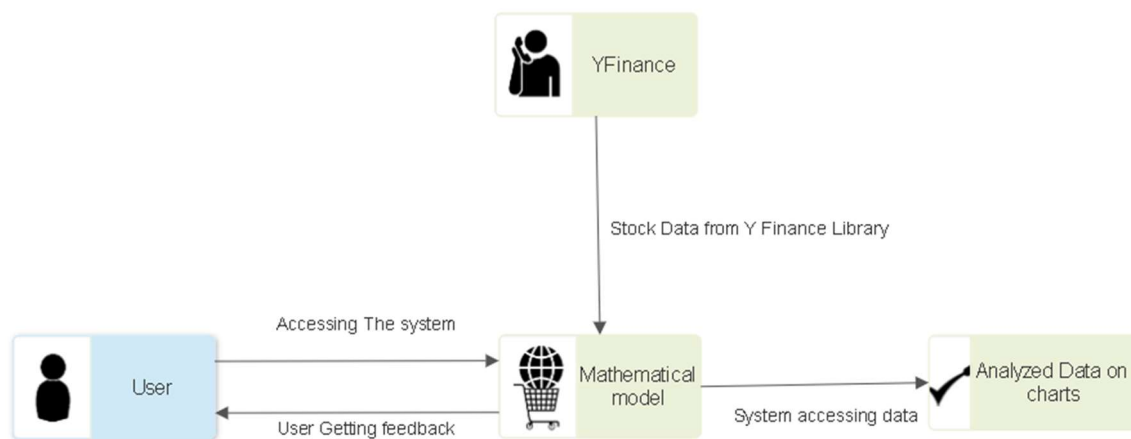 YFinance
Stock Data from Y Finance Library
Accessing The system
User
Mathematical
model
Analyzed Data on
charts
System accessing data
User Getting feedback